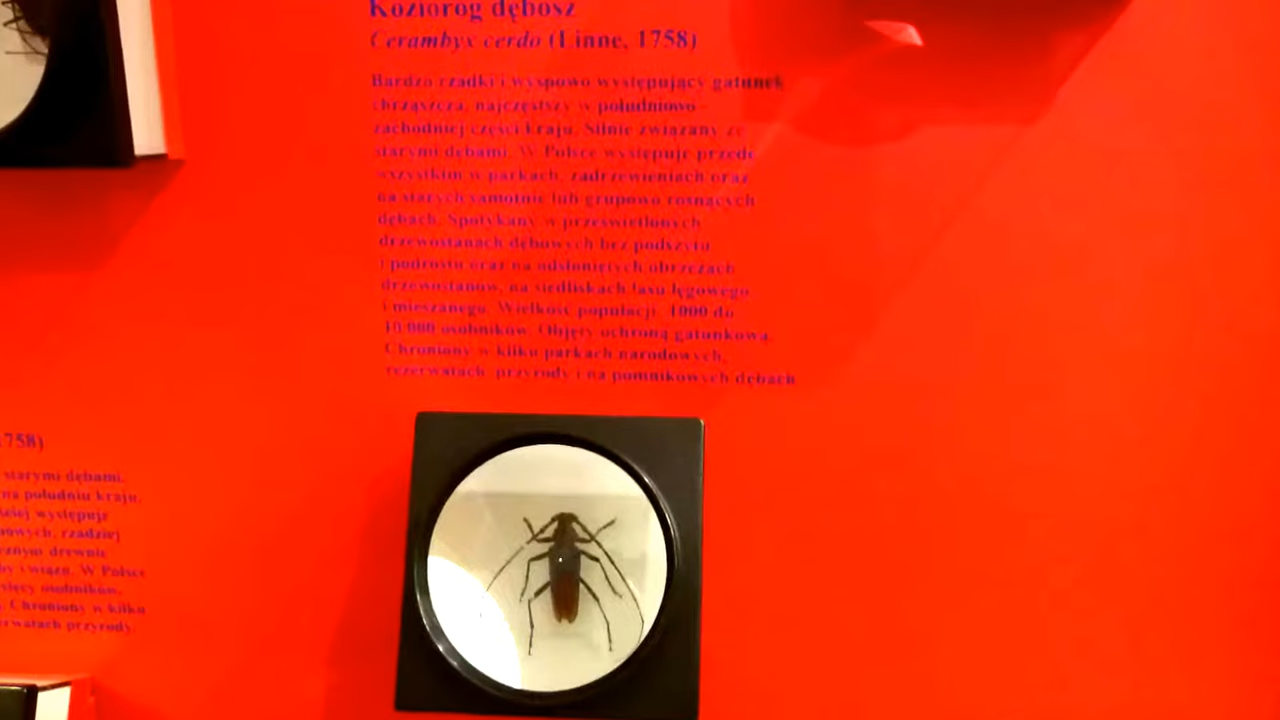 Kozioróg dębosz
Cerambyx cerdo (Linne, 1758)
Bardzo rzadki i wyspowo występujący gatunek
chrząszcza, najczęstszy w południowo -
zachodniej części kraju. Silnie związany ze
starymi dębami. W Polsce występuje przede
wszystkim w parkach, zadrzewieniach oraz
na starych samotnie lub grupowo rosnących
dębach. Spotykany w prześwietlonych
drzewostanach dębowych bez podszytu
i podrostu oraz na odsłoniętych obrzeżach
drzewostanów, na siedliskach lasu łęgowego
i mieszanego. Wielkość populacji: 1000 do
10 000 osobników. Objęty ochroną gatunkową.
Chroniony w kilku parkach narodowych,
rezerwatach przyrody i na pomnikowych dębach
1758)
starymi dębami,
na południu kraju.
występuje
rzadziej
drewnie
i wiązu. W Polsce
osobników.
Chroniony w kilku
przyrody.